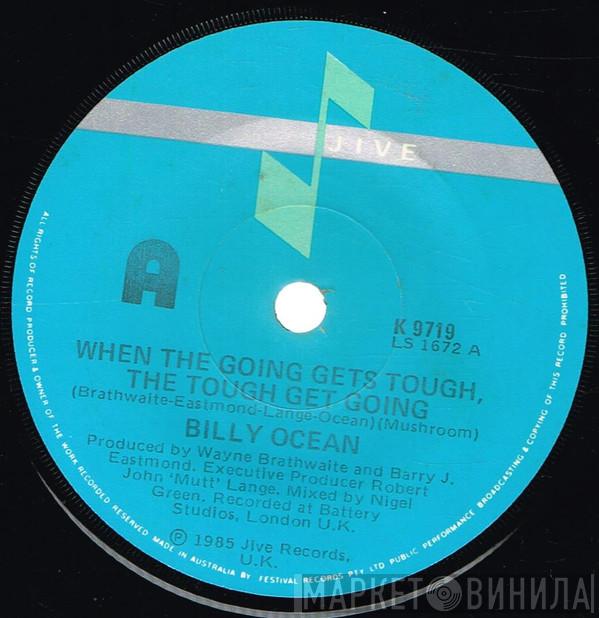 JIVE
A
K 9719
LS 1672 A
WHEN THE GOING GETS TOUGH,
THE TOUGH GET GOING
(Brathwaite-Eastmond-Lange-Ocean)(Mushroom)
BILLY OCEAN
Produced by Wayne Brathwaite and Barry J.
Eastmond. Executive Producer Robert
John 'Mutt' Lange. Mixed by Nigel
Green. Recorded at Battery
Studios, London U.K.
℗ 1985 Jive Records,
U.K.
ALL RIGHTS OF RECORD PRODUCER & OWNER OF THE WORK RECORDED RESERVED MADE IN AUSTRALIA BY FESTIVAL RECORDS PTY LTD PUBLIC PERFORMANCE BROADCASTING & COPYING OF THIS RECORD PROHIBITED
МАРКЕТ ВИНИЛА